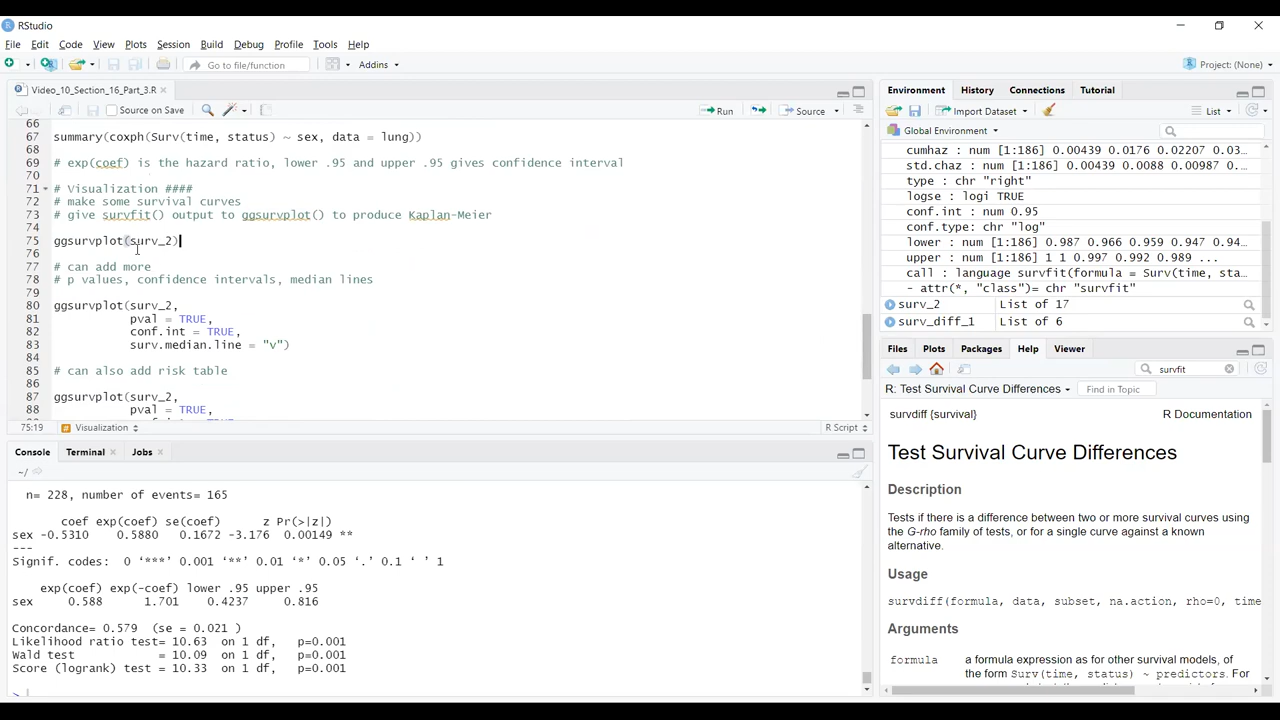 RStudio
File Edit Code View Plots Session Build Debug Profile Tools Help
Go to file/function Addins Project: (None)
Video_10_Section_16_Part_3.R
Source on Save Run Source
66
67 summary(coxph(Surv(time, status) ~ sex, data = lung))
68
69 # exp(coef) is the hazard ratio, lower .95 and upper .95 gives confidence interval
70
71 # Visualization ####
72 # make some survival curves
73 # give survfit() output to ggsurvplot() to produce Kaplan-Meier
74
75 ggsurvplot(surv_2)
76
77 # can add more
78 # p values, confidence intervals, median lines
79
80 ggsurvplot(surv_2,
81 pval = TRUE,
82 conf.int = TRUE,
83 surv.median.line = "v")
84
85 # can also add risk table
86
87 ggsurvplot(surv_2,
88 pval = TRUE,
75:19 Visualization R Script
Console Terminal Jobs
~/
n= 228, number of events= 165
coef exp(coef) se(coef) z Pr(>|z|)
sex -0.5310 0.5880 0.1672 -3.176 0.00149 **
---
Signif. codes: 0 ‘***’ 0.001 ‘**’ 0.01 ‘*’ 0.05 ‘.’ 0.1 ‘ ’ 1
exp(coef) exp(-coef) lower .95 upper .95
sex 0.588 1.701 0.4237 0.816
Concordance= 0.579 (se = 0.021 )
Likelihood ratio test= 10.63 on 1 df, p=0.001
Wald test = 10.09 on 1 df, p=0.001
Score (logrank) test = 10.33 on 1 df, p=0.001
>
Environment History Connections Tutorial
Import Dataset List
Global Environment
cumhaz : num [1:186] 0.00439 0.0176 0.02207 0.03...
std.chaz : num [1:186] 0.00439 0.0088 0.00987 0.0...
type : chr "right"
logse : logi TRUE
conf.int : num 0.95
conf.type: chr "log"
lower : num [1:186] 0.987 0.966 0.959 0.947 0.94...
upper : num [1:186] 1 1 0.997 0.992 0.989 ...
call : language survfit(formula = Surv(time, sta...
- attr(*, "class")= chr "survfit"
surv_2 List of 17
surv_diff_1 List of 6
Files Plots Packages Help Viewer
survfit
R: Test Survival Curve Differences Find in Topic
survdiff {survival} R Documentation
Test Survival Curve Differences
Description
Tests if there is a difference between two or more survival curves using
the G-rho family of tests, or for a single curve against a known
alternative.
Usage
survdiff(formula, data, subset, na.action, rho=0, time
Arguments
formula a formula expression as for other survival models, of
the form Surv(time, status) ~ predictors. For